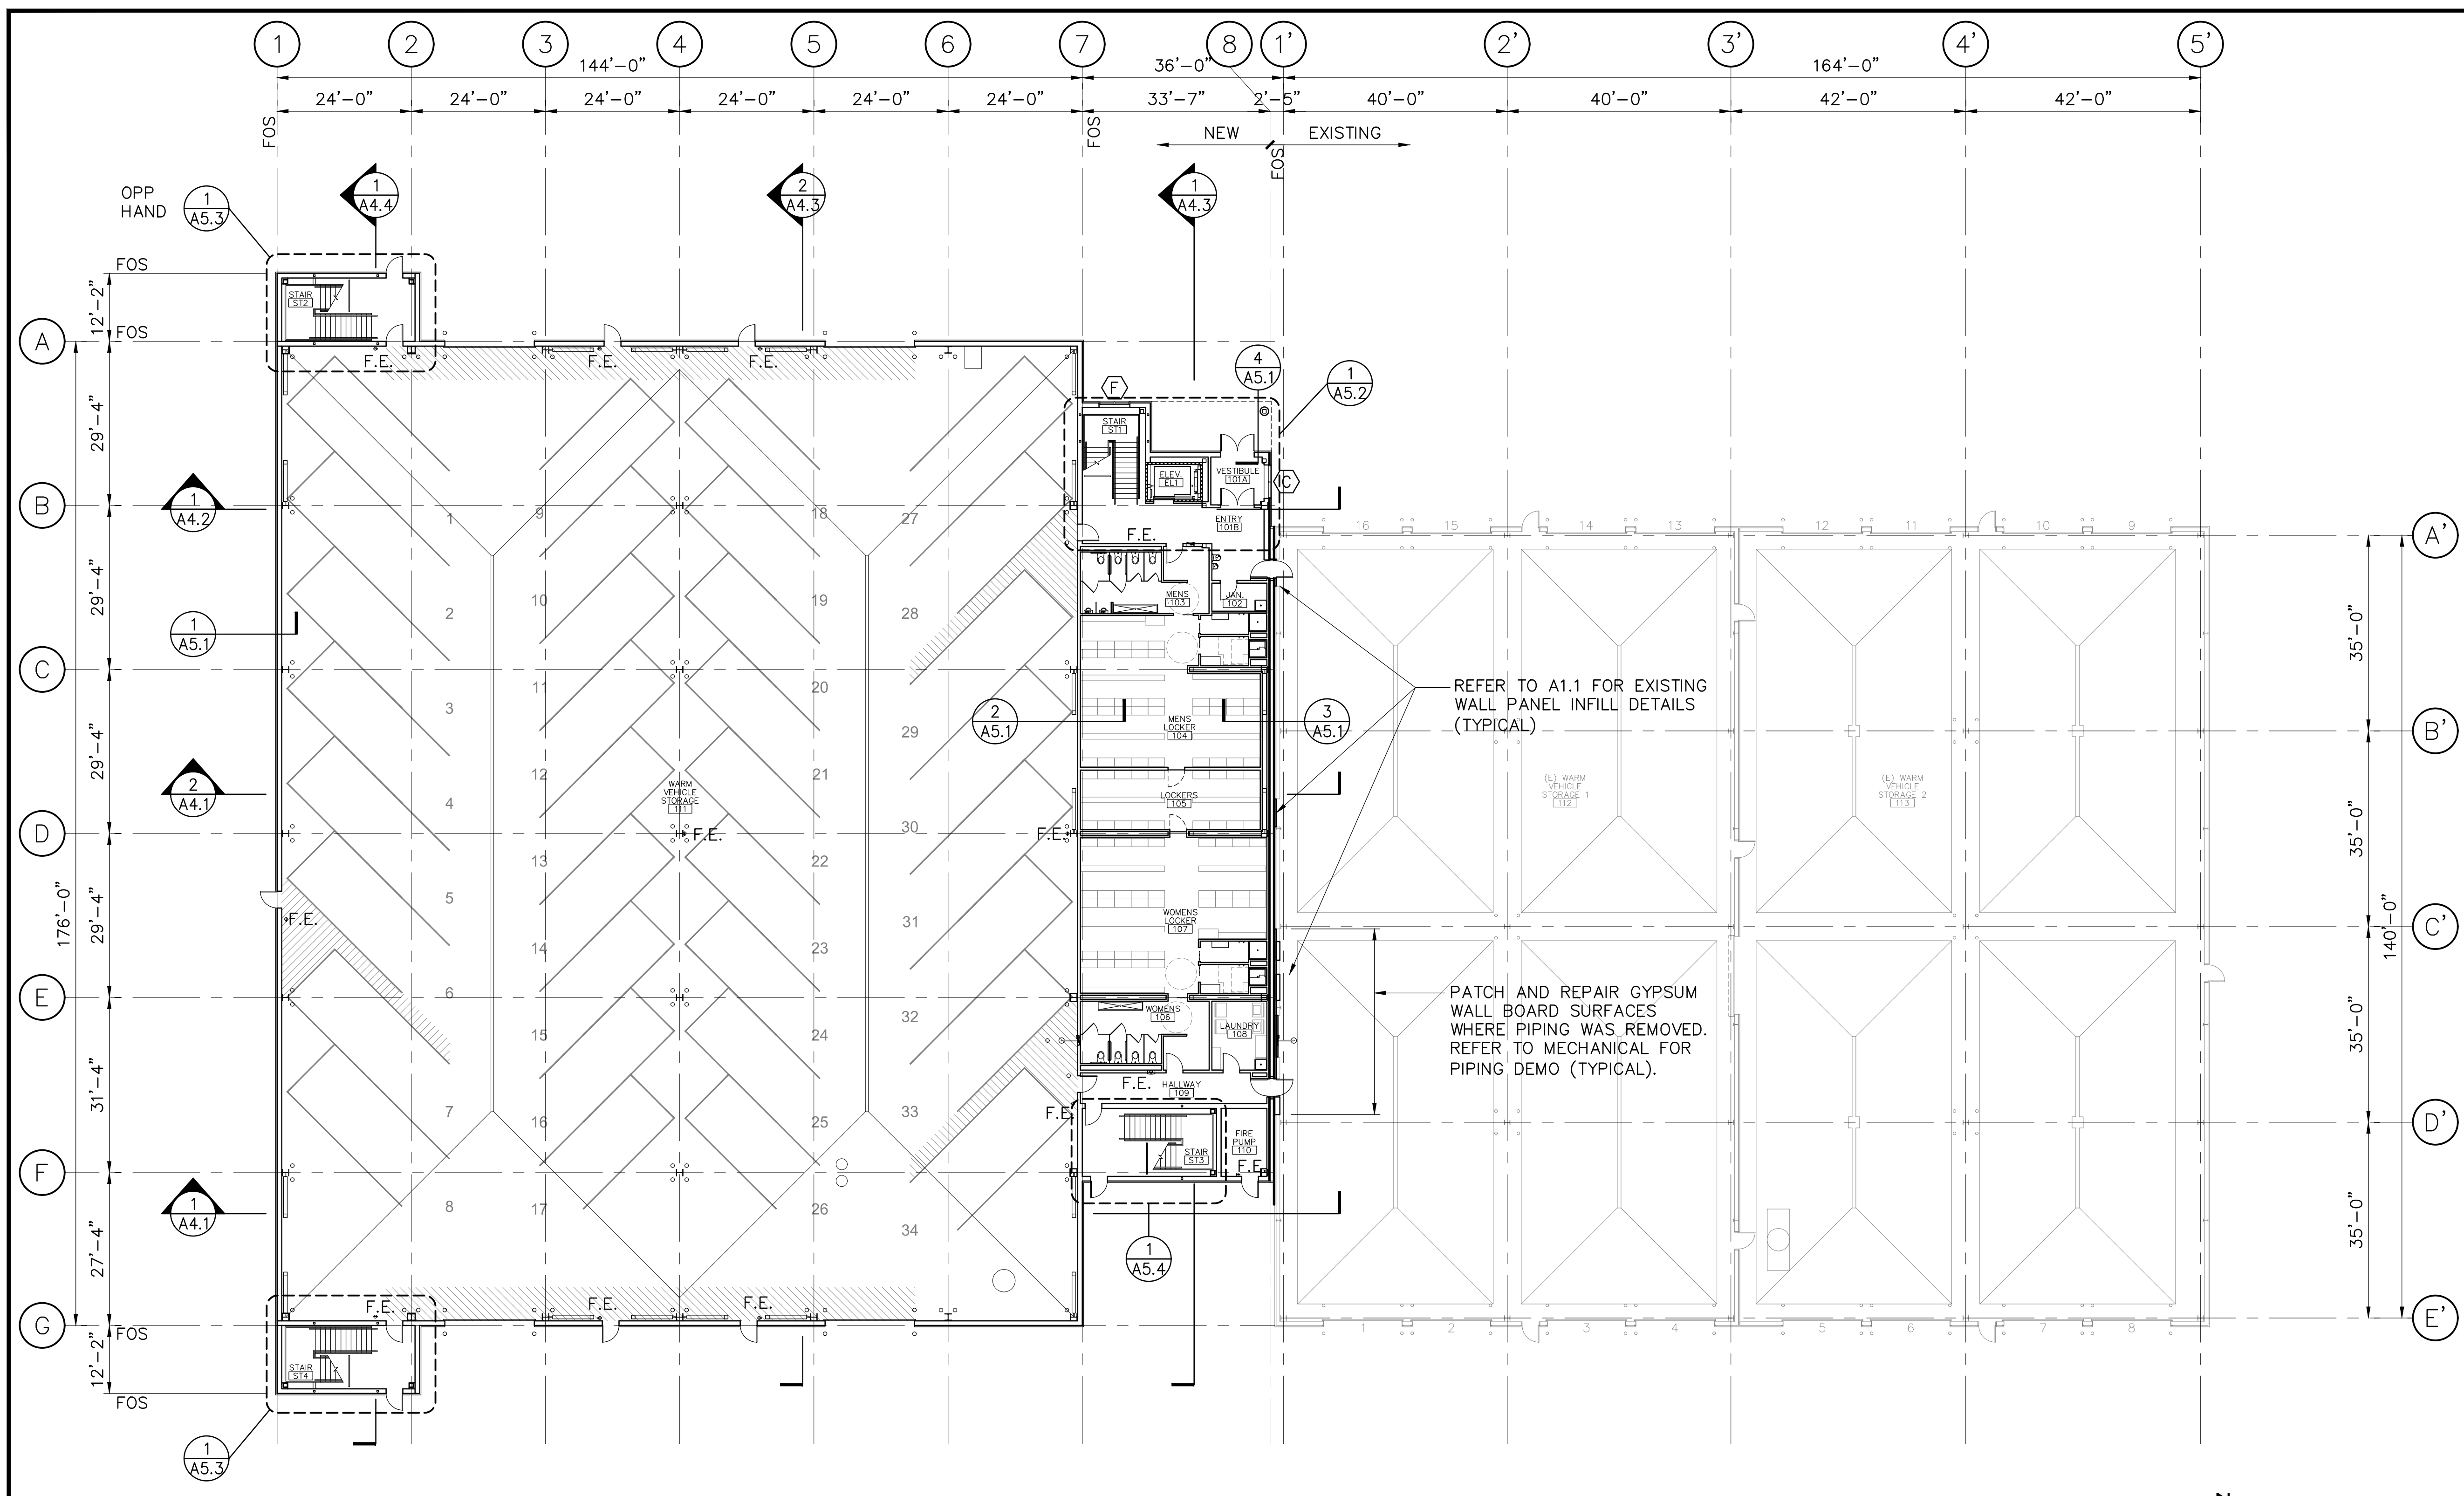 1 2 3 4 5 6 7 8 1' 2' 3' 4' 5'
144'-0" 36'-0" 164'-0"
24'-0" 24'-0" 24'-0" 24'-0" 24'-0" 24'-0" 33'-7" 2'-5" 40'-0" 40'-0" 42'-0" 42'-0"
FOS
FOS
FOS
NEW EXISTING
OPP
HAND
1
A5.3
1
A4.4
2
A4.3
1
A4.3
FOS
12'-2"
FOS
STAIR
ST2
A
F.E. F.E. F.E.
4
A5.1
1
A5.2
F
29'-4"
STAIR
ST1
ELEV.
EL1
VESTIBULE
101A
C
B
1
A4.2
1 9 18 27
ENTRY
101B
F.E.
16 15 14 13 12 11 10 9
A'
29'-4"
2 10 19 28
MENS
103
JAN.
102
1
A5.1
35'-0"
C
3 11 20 29
2
A5.1
MENS
LOCKER
104
3
A5.1
REFER TO A1.1 FOR EXISTING
WALL PANEL INFILL DETAILS
(TYPICAL)
B'
29'-4"
2
A4.1
4 12 21 30
WARM
VEHICLE
STORAGE
111
LOCKERS
105
(E) WARM
VEHICLE
STORAGE 1
112
(E) WARM
VEHICLE
STORAGE 2
113
35'-0"
D
F.E. F.E.
5 13 22 31
176'-0"
29'-4"
F.E.
WOMENS
LOCKER
107
C'
140'-0"
E
6 14 23 32
WOMENS
106
LAUNDRY
108
PATCH AND REPAIR GYPSUM
WALL BOARD SURFACES
WHERE PIPING WAS REMOVED.
REFER TO MECHANICAL FOR
PIPING DEMO (TYPICAL).
35'-0"
31'-4"
15 24
F.E. HALLWAY
109
7 16 25 33
F.E.
FIRE
PUMP
110
STAIR
ST3
F.E.
D'
F
1
A4.1
8 17 26 34
27'-4"
1
A5.4
35'-0"
F.E. F.E. F.E.
G
1 2 3 4 5 6 7 8
E'
FOS
12'-2"
STAIR
ST4
FOS
1
A5.3
Z